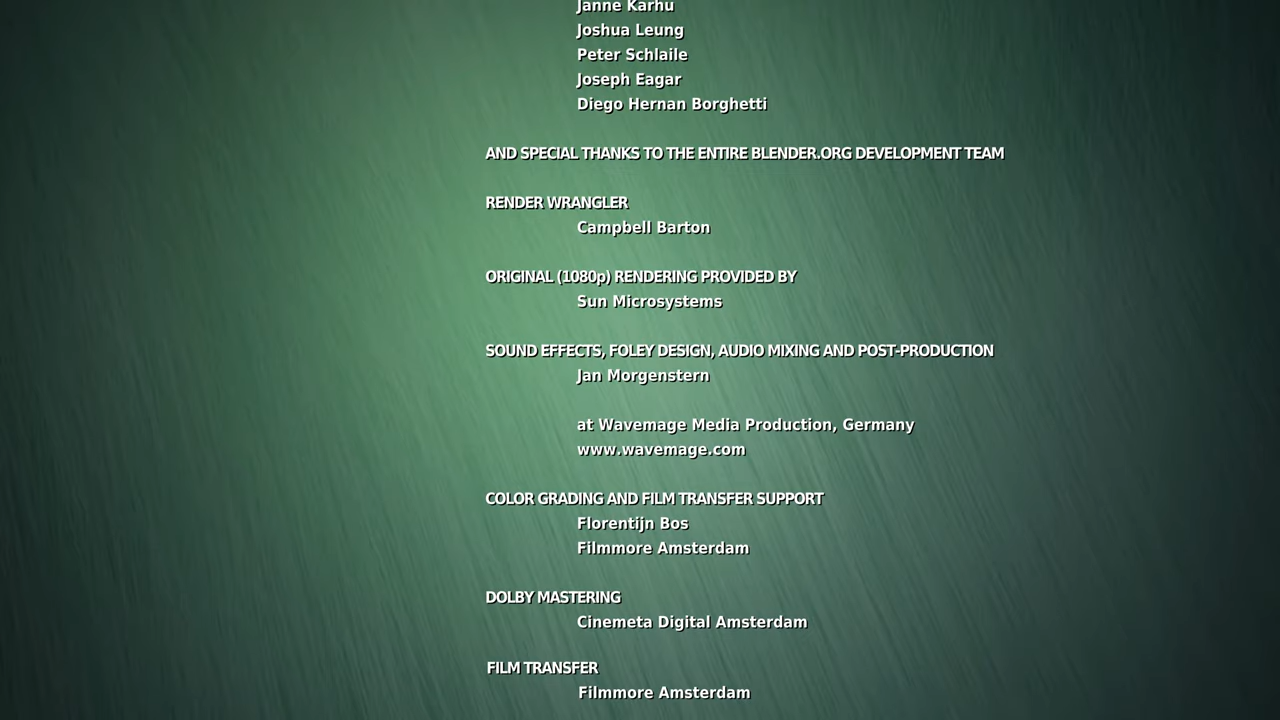 Janne Karhu
Joshua Leung
Peter Schlaile
Joseph Eagar
Diego Hernan Borghetti
AND SPECIAL THANKS TO THE ENTIRE BLENDER.ORG DEVELOPMENT TEAM
RENDER WRANGLER
Campbell Barton
ORIGINAL (1080p) RENDERING PROVIDED BY
Sun Microsystems
SOUND EFFECTS, FOLEY DESIGN, AUDIO MIXING AND POST-PRODUCTION
Jan Morgenstern
at Wavemage Media Production, Germany
www.wavemage.com
COLOR GRADING AND FILM TRANSFER SUPPORT
Florentijn Bos
Filmmore Amsterdam
DOLBY MASTERING
Cinemeta Digital Amsterdam
FILM TRANSFER
Filmmore Amsterdam